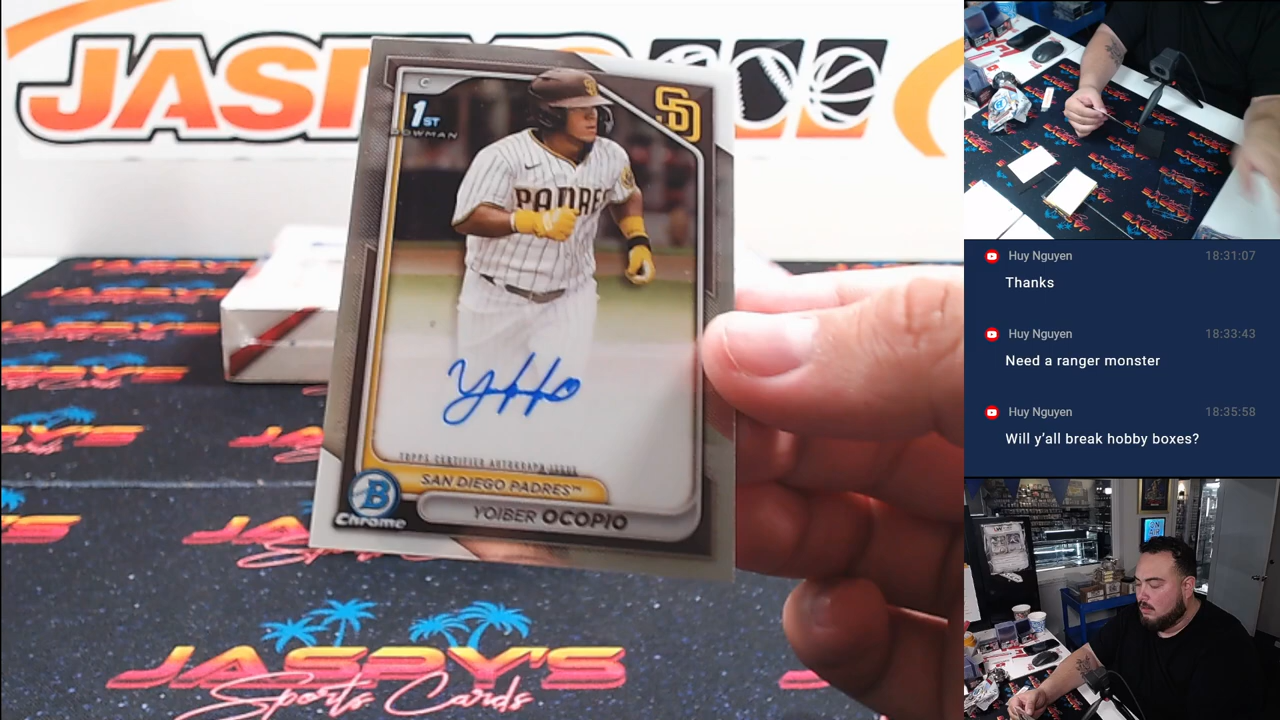 C
1ST
BOWMAN
SD
PADRES
TOPPS CERTIFIED AUTOGRAPH ISSUE
SAN DIEGO PADRES™
B
Chrome
YOIBER OCOPIO
JASPY'S
Sports Cards
Huy Nguyen 18:31:07
Thanks
Huy Nguyen 18:33:43
Need a ranger monster
Huy Nguyen 18:35:58
Will y'all break hobby boxes?